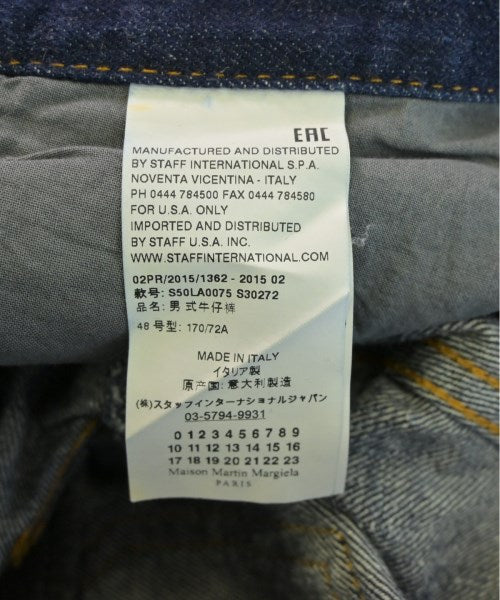 EAC
MANUFACTURED AND DISTRIBUTED
BY STAFF INTERNATIONAL S.P.A.
NOVENTA VICENTINA - ITALY
PH 0444 784500 FAX 0444 784580
FOR U.S.A. ONLY
IMPORTED AND DISTRIBUTED
BY STAFF U.S.A. INC.
WWW.STAFFINTERNATIONAL.COM
02PR/2015/1362 - 2015 02
款号: S50LA0075 S30272
品名: 男式牛仔裤
48 号型: 170/72A
MADE IN ITALY
イタリア製
原产国: 意大利製造
(株)スタッフインターナショナルジャパン
03-5794-9931
0 1 2 3 4 5 6 7 8 9
10 11 12 13 14 15 16
17 18 19 20 21 22 23
Maison Martin Margiela
PARIS